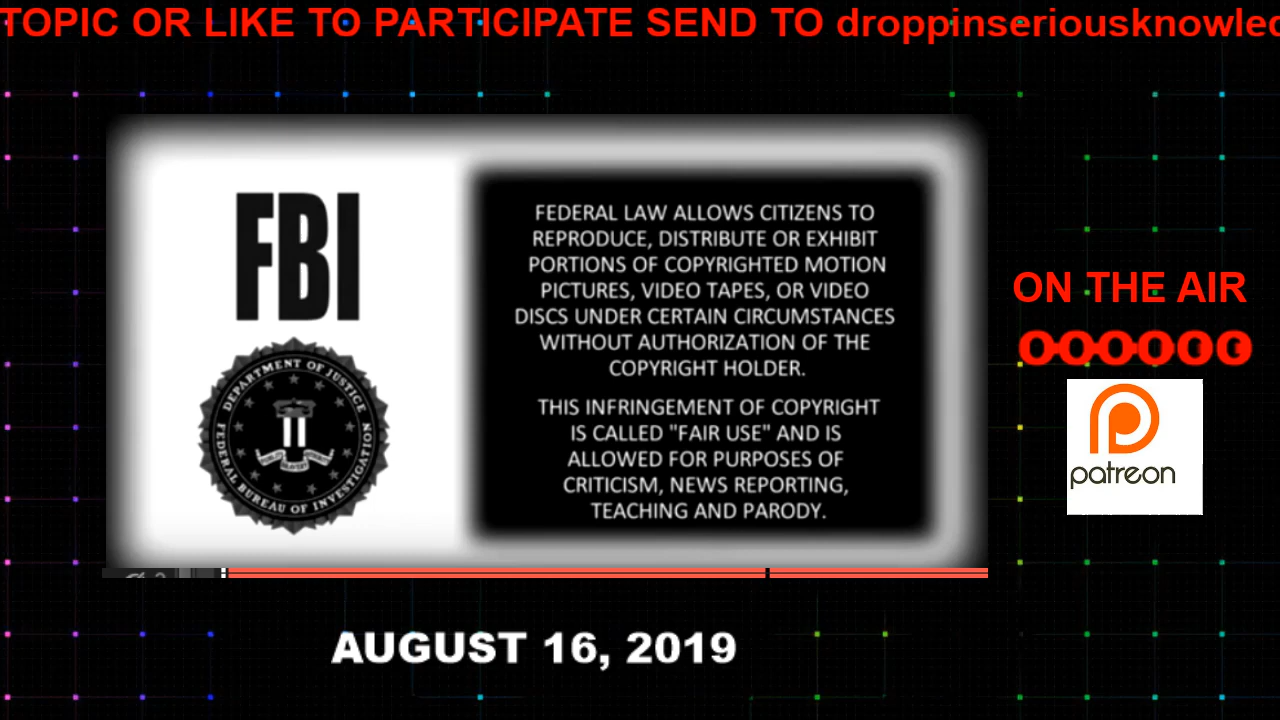 TOPIC OR LIKE TO PARTICIPATE SEND TO droppinseriousknowled
FBI
DEPARTMENT OF JUSTICE
FEDERAL BUREAU OF INVESTIGATION
FEDERAL LAW ALLOWS CITIZENS TO
REPRODUCE, DISTRIBUTE OR EXHIBIT
PORTIONS OF COPYRIGHTED MOTION
PICTURES, VIDEO TAPES, OR VIDEO
DISCS UNDER CERTAIN CIRCUMSTANCES
WITHOUT AUTHORIZATION OF THE
COPYRIGHT HOLDER.
THIS INFRINGEMENT OF COPYRIGHT
IS CALLED "FAIR USE" AND IS
ALLOWED FOR PURPOSES OF
CRITICISM, NEWS REPORTING,
TEACHING AND PARODY.
ON THE AIR
patreon
AUGUST 16, 2019